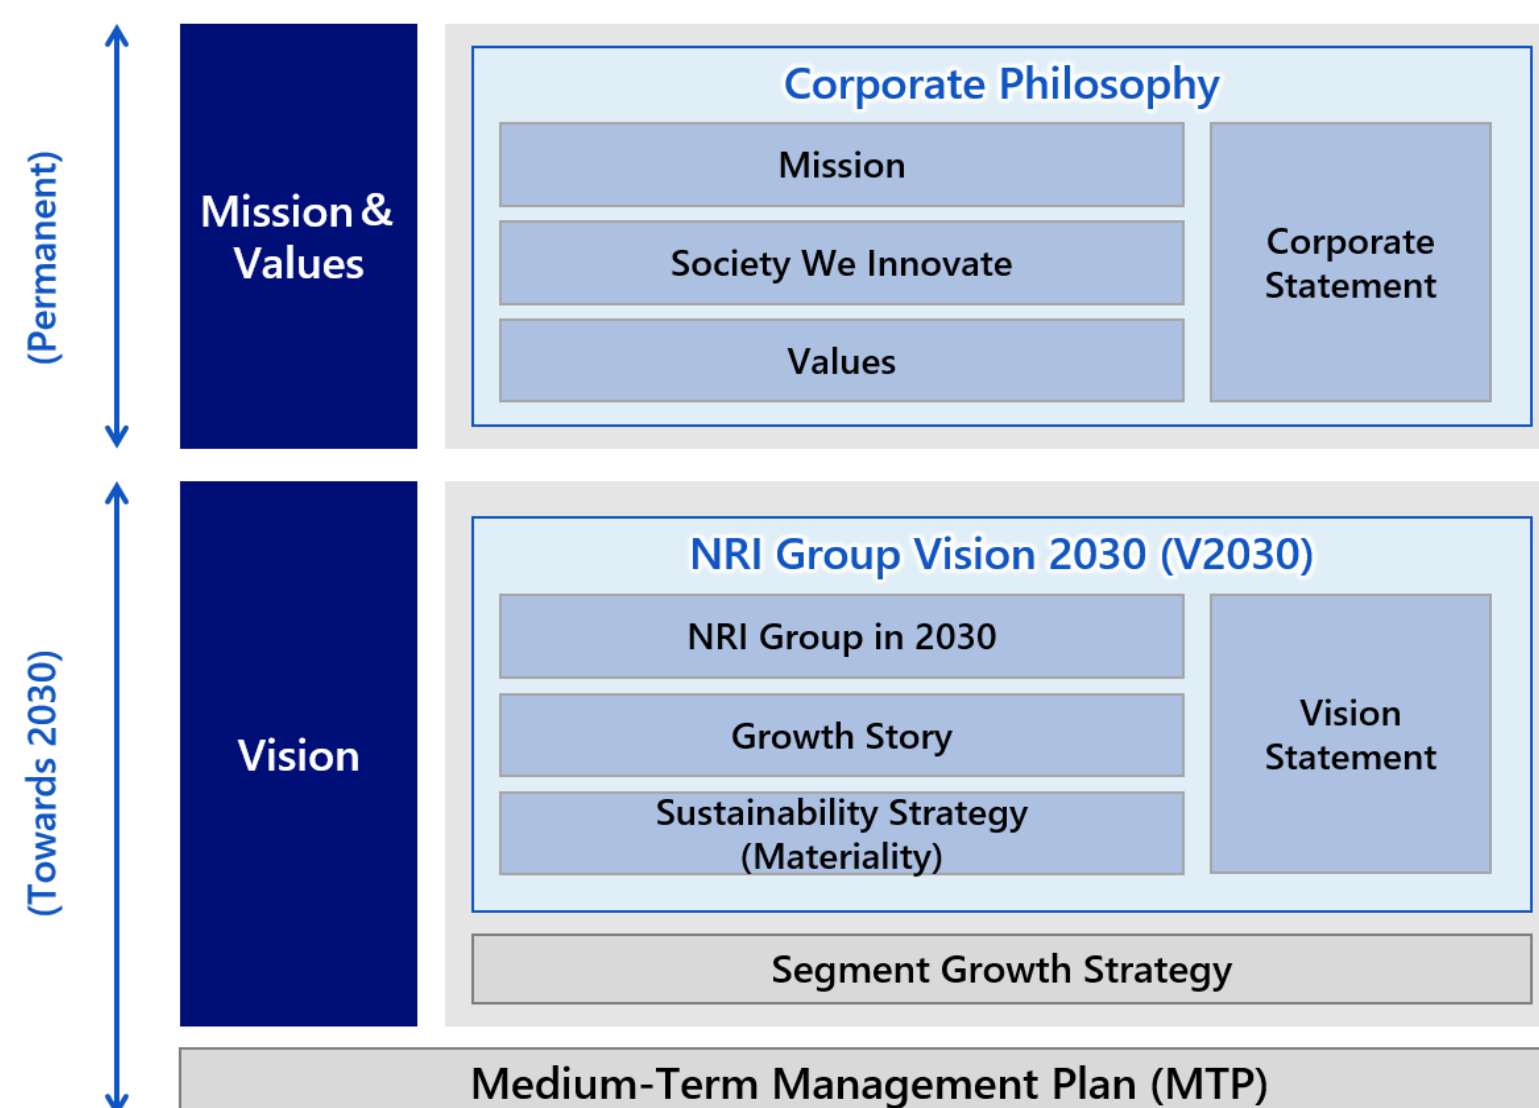 (Permanent)
Mission &
Values
Corporate Philosophy
Mission
Society We Innovate
Values
Corporate
Statement
(Towards 2030)
Vision
NRI Group Vision 2030 (V2030)
NRI Group in 2030
Growth Story
Sustainability Strategy
(Materiality)
Vision
Statement
Segment Growth Strategy
Medium-Term Management Plan (MTP)